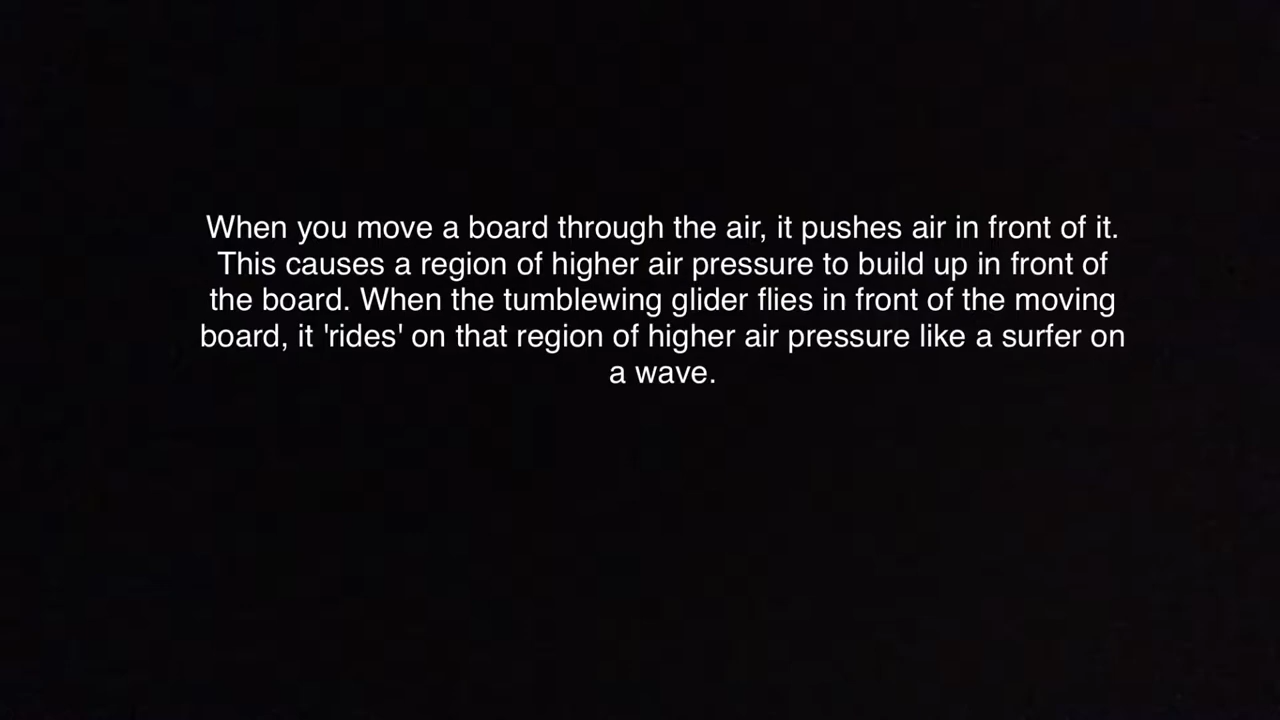 When you move a board through the air, it pushes air in front of it.
This causes a region of higher air pressure to build up in front of
the board. When the tumblewing glider flies in front of the moving
board, it 'rides' on that region of higher air pressure like a surfer on
a wave.